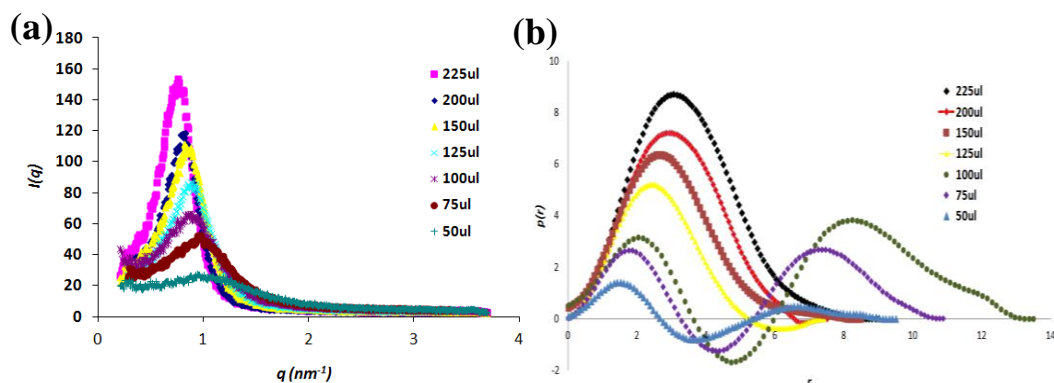 (a)
180
160
140
120
100
80
60
40
20
0
I(q)
0 1 2 3 4
q (nm-1)
225ul
200ul
150ul
125ul
100ul
75ul
50ul
(b)
10
8
6
4
2
0
-2
p(r)
0 2 4 6 8 10 12 14
225ul
200ul
150ul
125ul
100ul
75ul
50ul